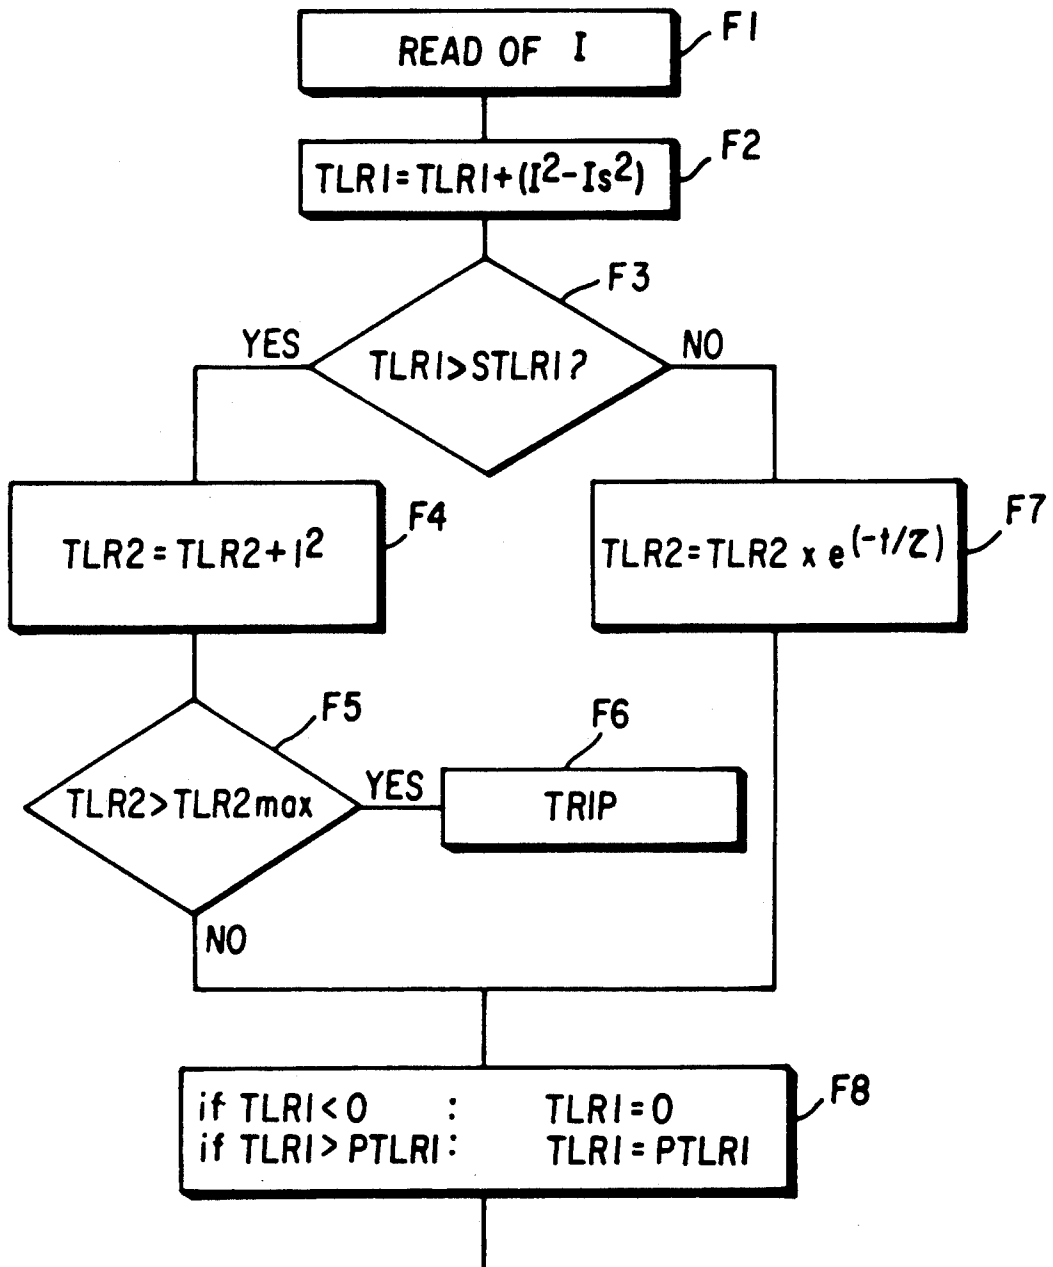 READ OF I
F1
TLR1=TLR1+(I²-Is²)
F2
F3
YES
TLR1>STLR1?
NO
TLR2=TLR2+I²
F4
TLR2=TLR2 x e(-t/τ)
F7
F5
TLR2>TLR2max
YES
F6
TRIP
NO
if TLR1<0 : TLR1=0
if TLR1>PTLR1: TLR1=PTLR1
F8